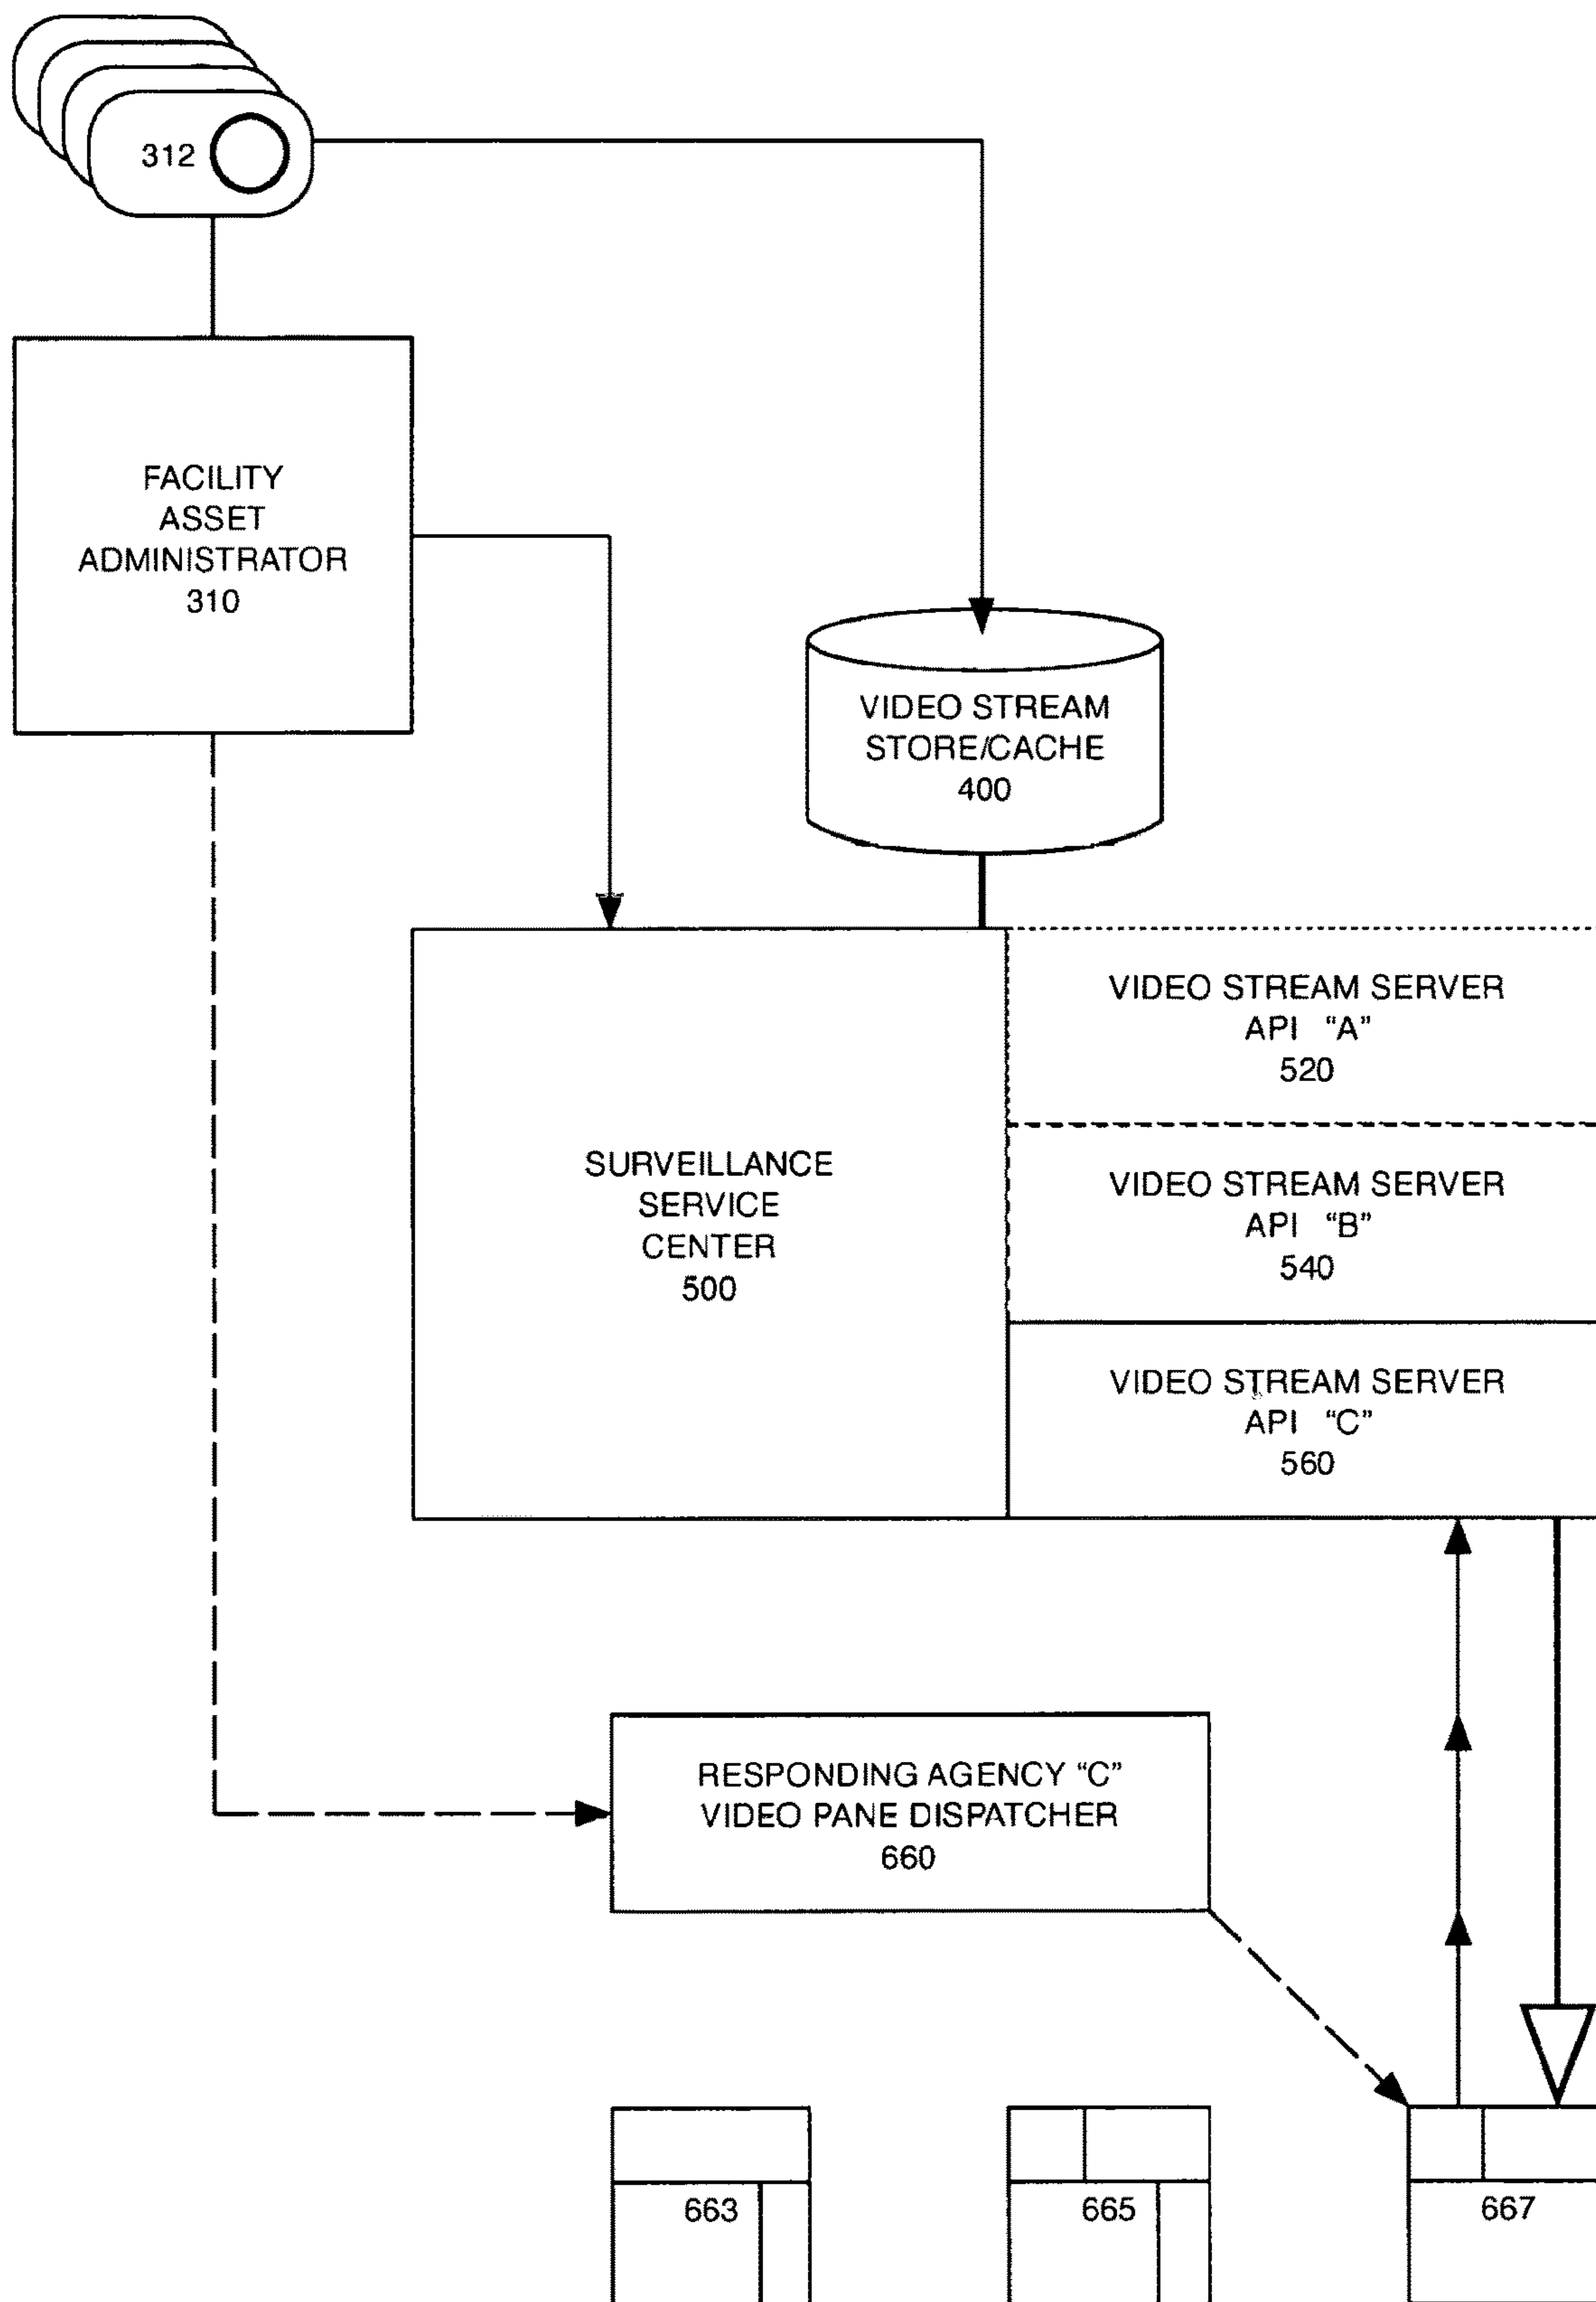 312
FACILITY
ASSET
ADMINISTRATOR
310
VIDEO STREAM
STORE/CACHE
400
VIDEO STREAM SERVER
API "A"
520
SURVEILLANCE
SERVICE
CENTER
500
VIDEO STREAM SERVER
API "B"
540
VIDEO STREAM SERVER
API "C"
560
RESPONDING AGENCY "C"
VIDEO PANE DISPATCHER
660
663
665
667